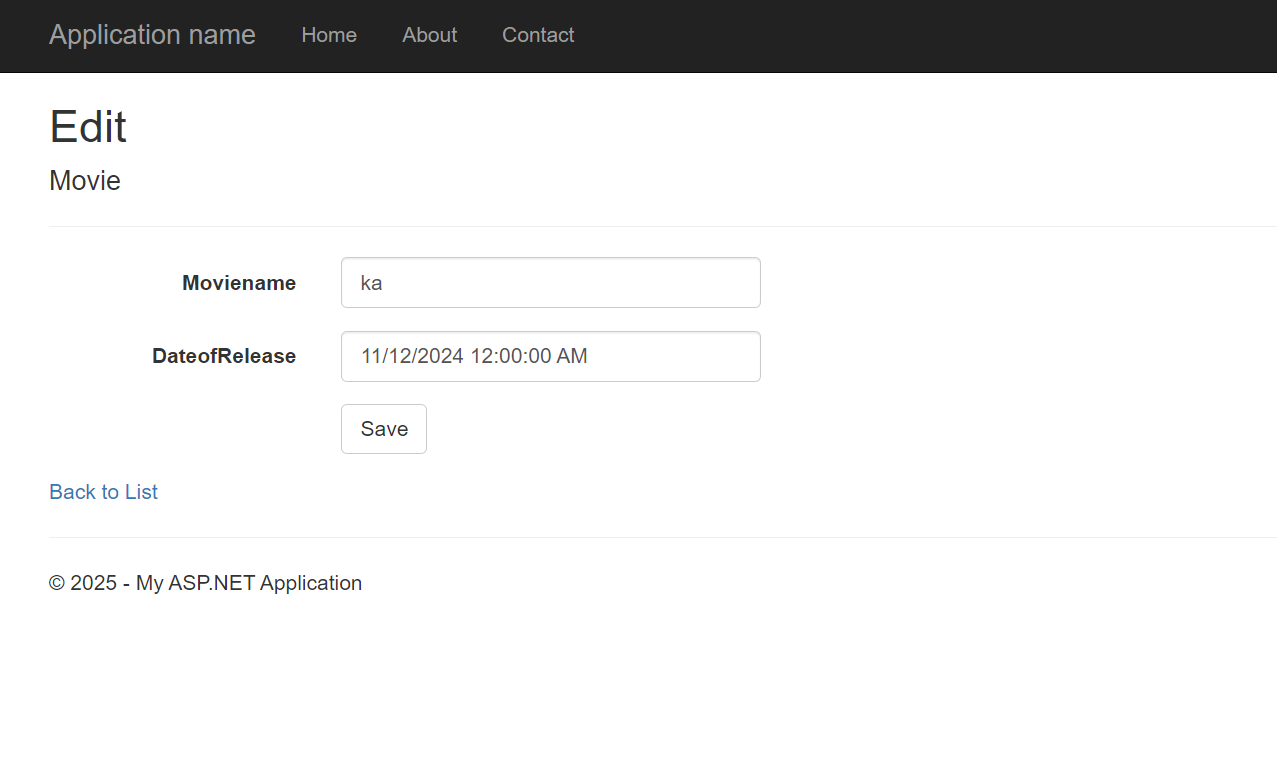 Application name Home About Contact
Edit
Movie
Moviename ka
DateofRelease 11/12/2024 12:00:00 AM
Save
Back to List
© 2025 - My ASP.NET Application